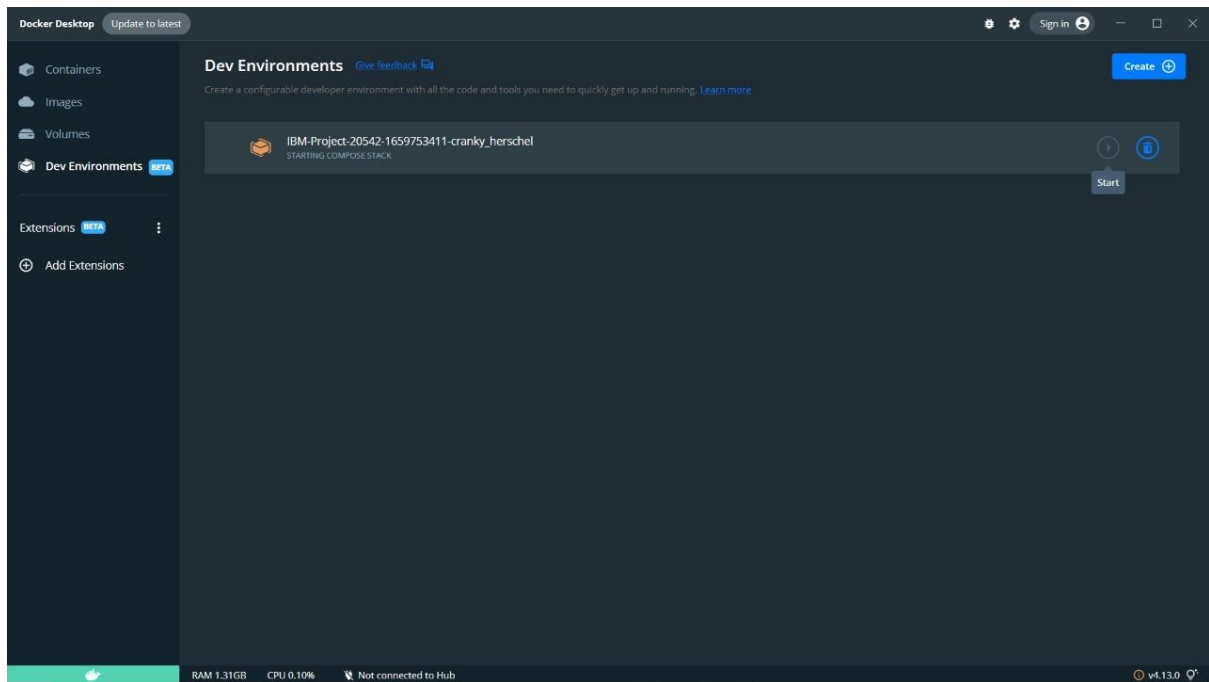 Docker Desktop Update to latest Sign in
Containers
Images
Volumes
Dev Environments BETA
Extensions BETA
Add Extensions
Dev Environments Give feedback
Create
Create a configurable developer environment with all the code and tools you need to quickly get up and running. Learn more
IBM-Project-20542-1659753411-cranky_herschel
STARTING COMPOSE STACK
Start
RAM 1.31GB CPU 0.10% Not connected to Hub v4.13.0